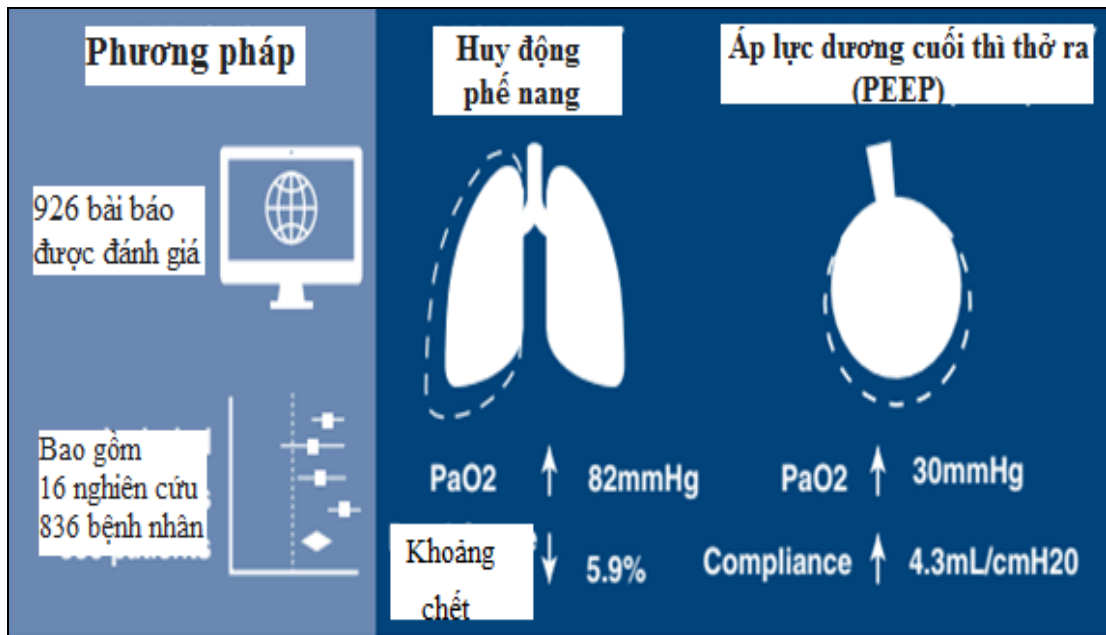 Phương pháp
926 bài báo
được đánh giá
Bao gồm
16 nghiên cứu
836 bệnh nhân
Huy động
phế nang
PaO2 ↑ 82mmHg
Khoảng
chết
↓ 5.9%
Áp lực dương cuối thì thở ra
(PEEP)
PaO2 ↑ 30mmHg
Compliance ↑ 4.3mL/cmH20